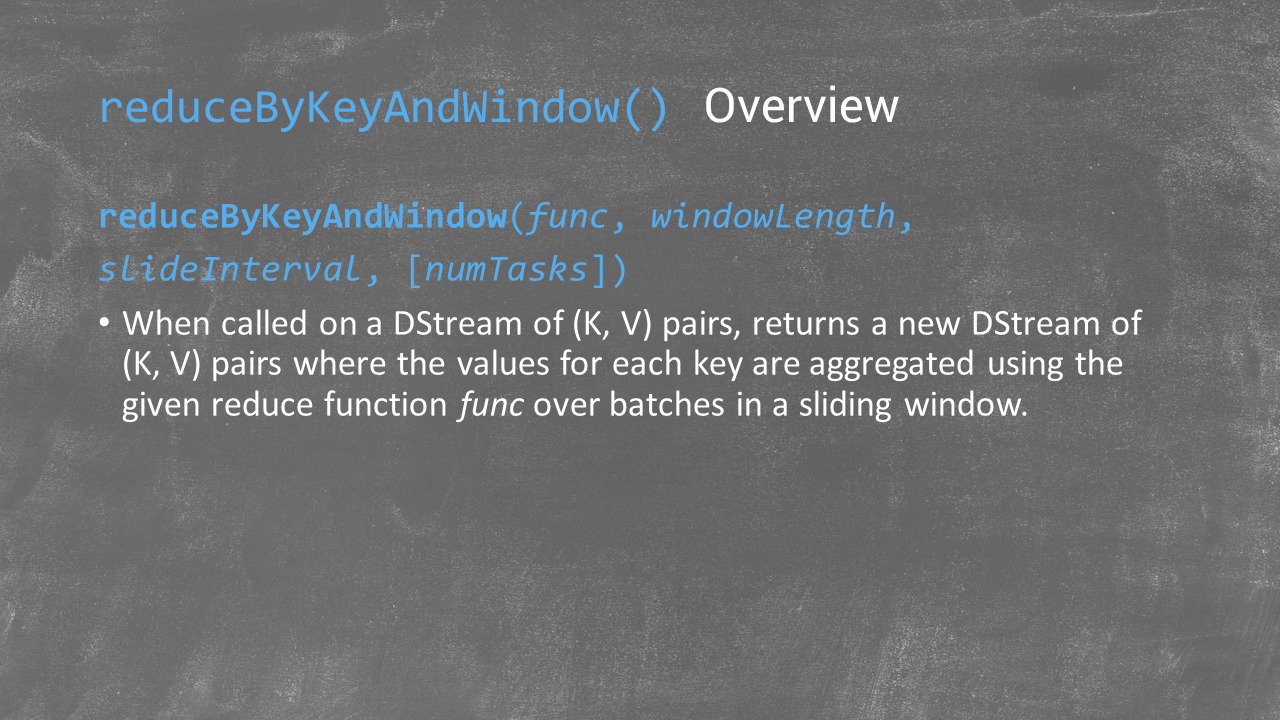 reduceByKeyAndWindow() Overview
reduceByKeyAndWindow(func, windowLength,
slideInterval, [numTasks])
• When called on a DStream of (K, V) pairs, returns a new DStream of
(K, V) pairs where the values for each key are aggregated using the
given reduce function func over batches in a sliding window.